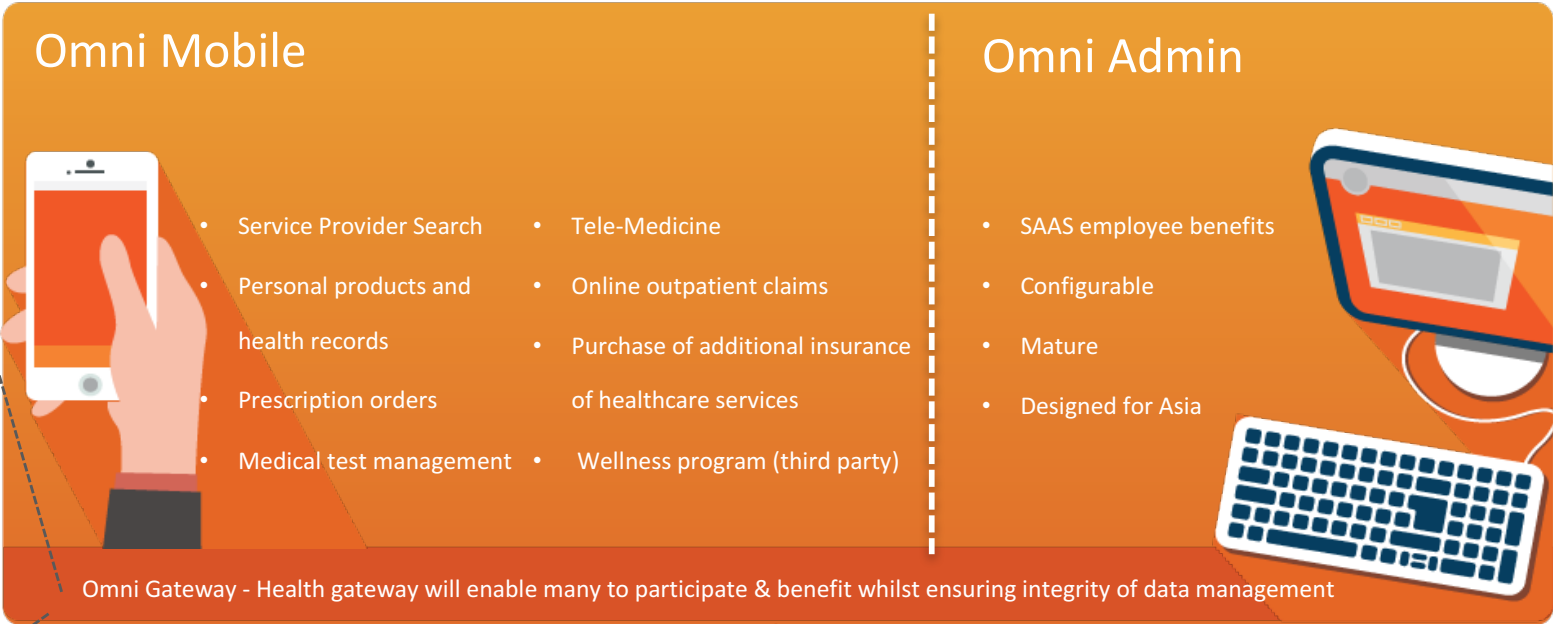 Omni Mobile
• Service Provider Search
• Personal products and
health records
• Prescription orders
• Medical test management
• Tele-Medicine
• Online outpatient claims
• Purchase of additional insurance
of healthcare services
• Wellness program (third party)
Omni Admin
• SAAS employee benefits
• Configurable
• Mature
• Designed for Asia
Omni Gateway - Health gateway will enable many to participate & benefit whilst ensuring integrity of data management